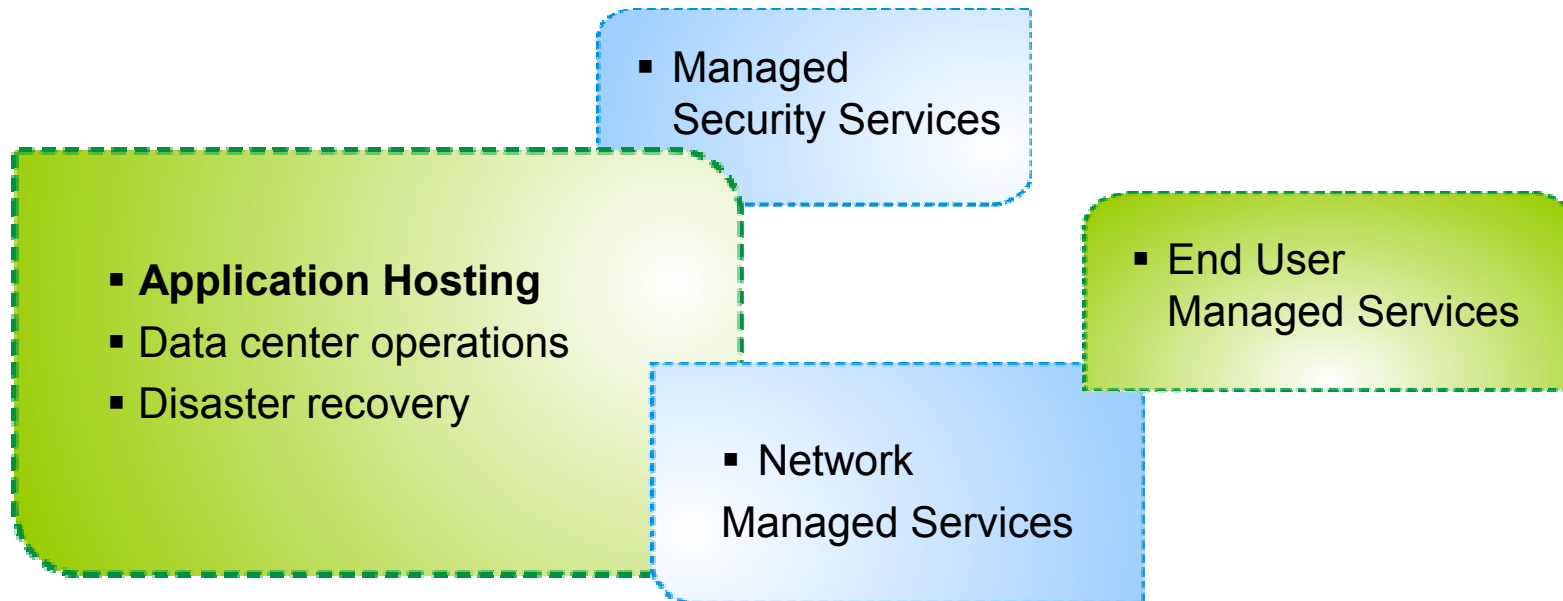 ▪ Managed
Security Services
▪ Application Hosting
▪ Data center operations
▪ Disaster recovery
▪ End User
Managed Services
▪ Network
Managed Services